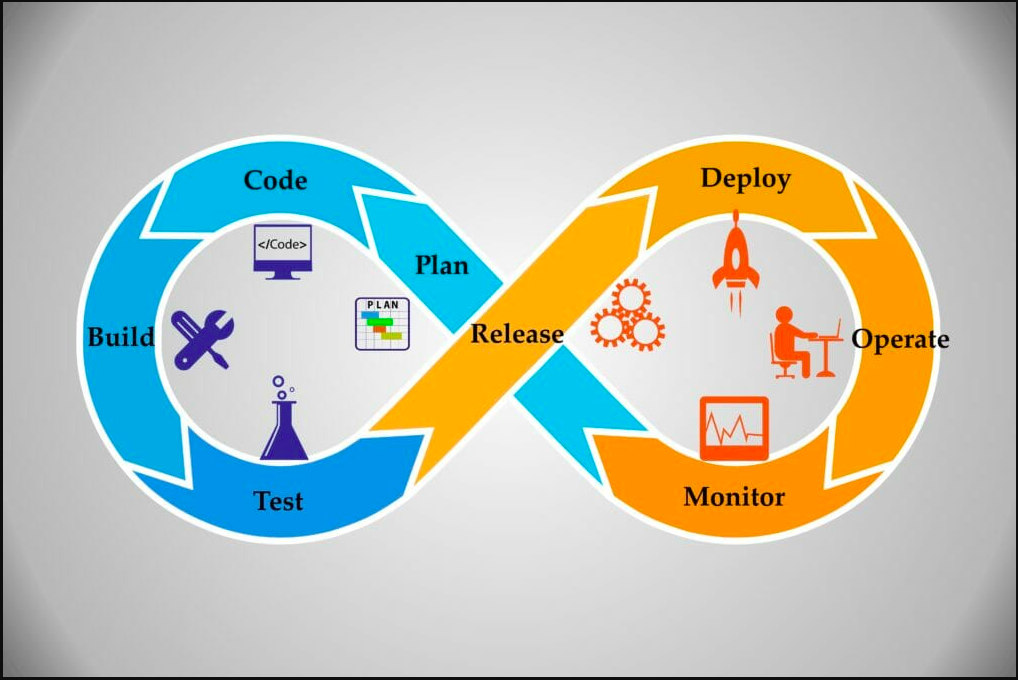 Code
Deploy
</Code>
Plan
PLAN
Build
Release
Operate
Test
Monitor